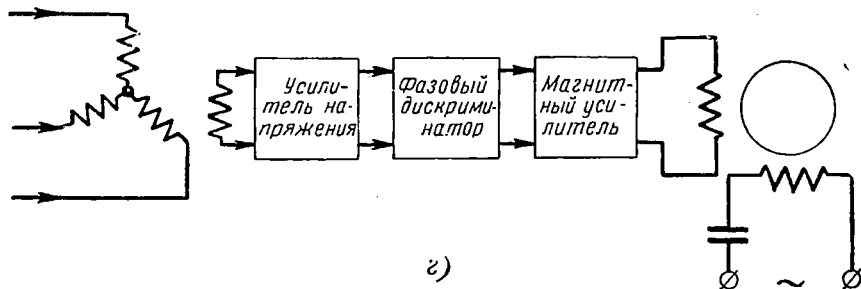 Усили-
тель на-
пряжения
Фазовый
дискрими-
натор
Магнит-
ный уси-
литель
г)
~